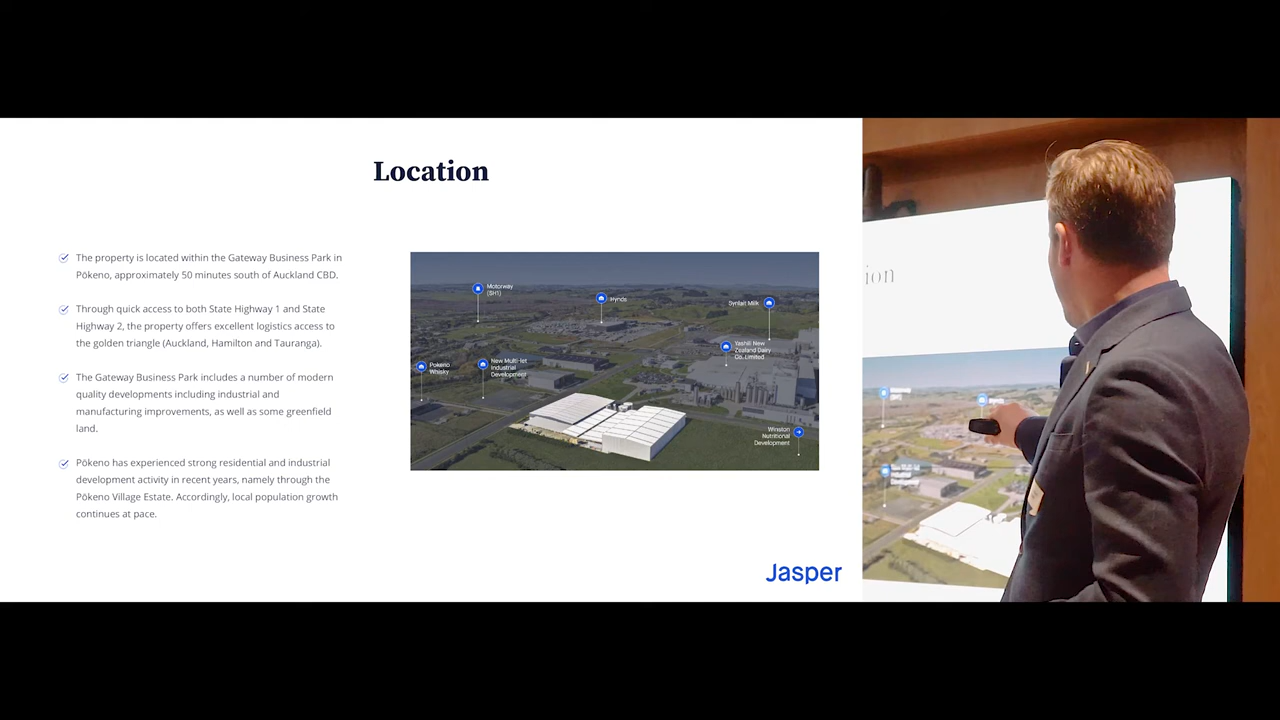 Location
The property is located within the Gateway Business Park in
Pōkeno, approximately 50 minutes south of Auckland CBD.
Through quick access to both State Highway 1 and State
Highway 2, the property offers excellent logistics access to
the golden triangle (Auckland, Hamilton and Tauranga).
The Gateway Business Park includes a number of modern
quality developments including industrial and
manufacturing improvements, as well as some greenfield
land.
Pōkeno has experienced strong residential and industrial
development activity in recent years, namely through the
Pōkeno Village Estate. Accordingly, local population growth
continues at pace.
Motorway
(SH1)
Hynds
Synlait Milk
Yashili New
Zealand Dairy
Co. Limited
Pokeno
Whisky
New Multi-let
Industrial
Development
Winston
Nutritional
Development
Jasper
ion